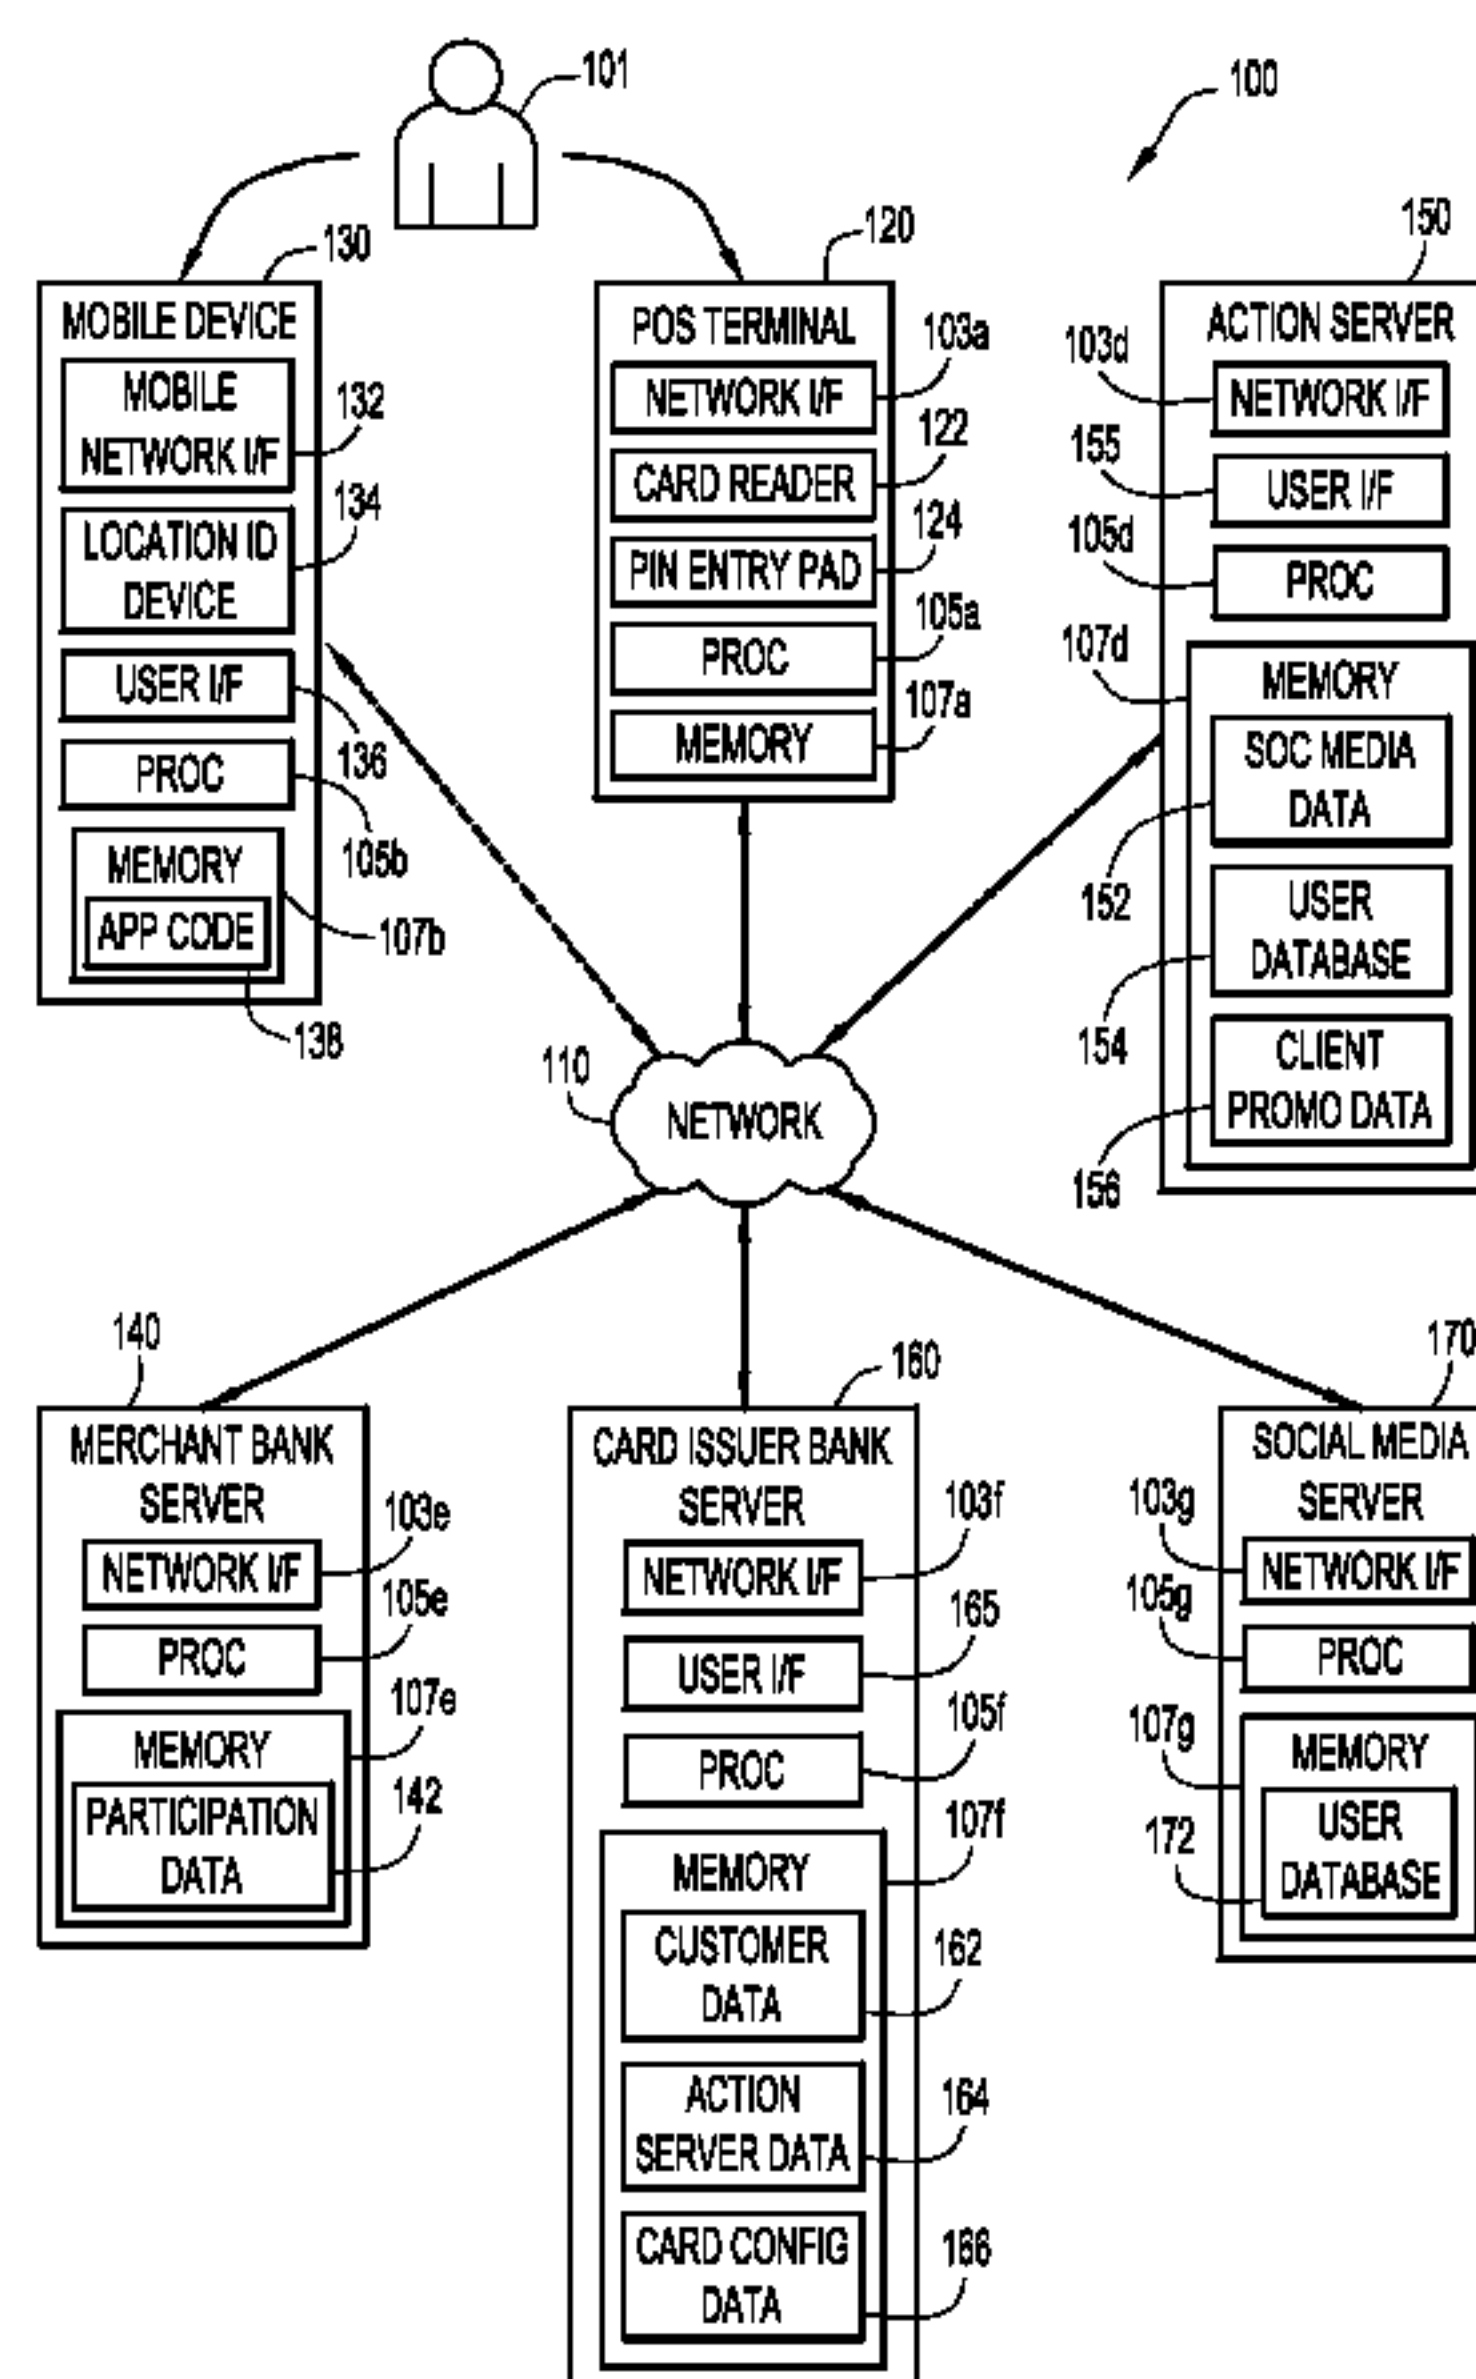 101
100
130
MOBILE DEVICE
MOBILE
NETWORK I/F
132
LOCATION ID
DEVICE
134
USER I/F
136
PROC
105b
MEMORY
107b
APP CODE
138
120
POS TERMINAL
NETWORK I/F
103a
CARD READER
122
PIN ENTRY PAD
124
PROC
105a
MEMORY
107a
150
ACTION SERVER
103d
NETWORK I/F
155
USER I/F
105d
PROC
107d
MEMORY
SOC MEDIA
DATA
152
USER
DATABASE
154
CLIENT
PROMO DATA
156
110
NETWORK
140
MERCHANT BANK
SERVER
103e
NETWORK I/F
105e
PROC
107e
MEMORY
142
PARTICIPATION
DATA
160
CARD ISSUER BANK
SERVER
103f
NETWORK I/F
165
USER I/F
105f
PROC
107f
MEMORY
CUSTOMER
DATA
162
ACTION
SERVER DATA
164
CARD CONFIG
DATA
166
170
SOCIAL MEDIA
SERVER
103g
NETWORK I/F
105g
PROC
107g
MEMORY
172
USER
DATABASE